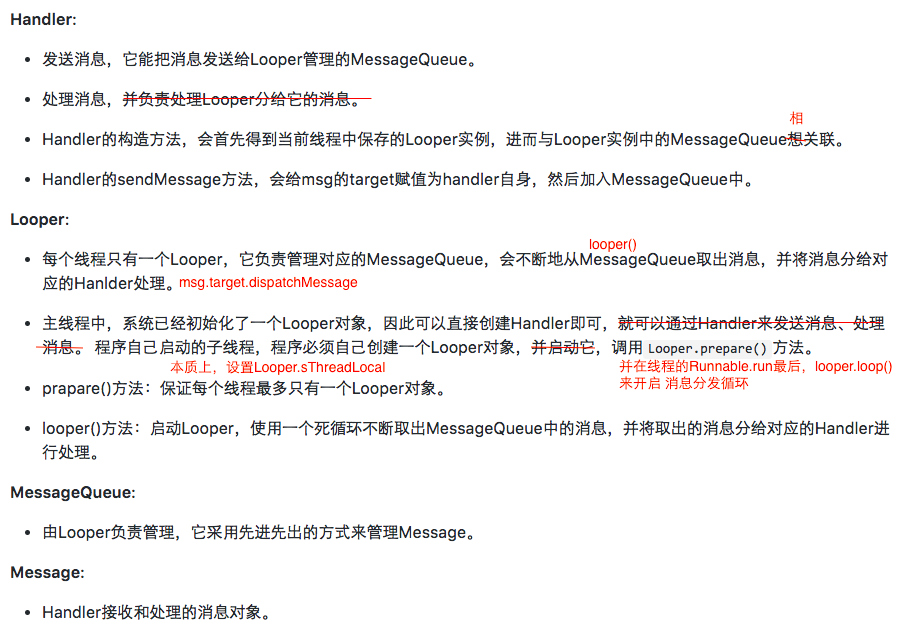 Handler:
发送消息，它能把消息发送给Looper管理的MessageQueue。
处理消息，并负责处理Looper分给它的消息。
相
Handler的构造方法，会首先得到当前线程中保存的Looper实例，进而与Looper实例中的MessageQueue想关联。
Handler的sendMessage方法，会给msg的target赋值为handler自身，然后加入MessageQueue中。
Looper:
looper()
每个线程只有一个Looper，它负责管理对应的MessageQueue，会不断地从MessageQueue取出消息，并将消息分给对
应的Hanlder处理。msg.target.dispatchMessage
主线程中，系统已经初始化了一个Looper对象，因此可以直接创建Handler即可，就可以通过Handler来发送消息、处理
消息。 程序自己启动的子线程，程序必须自己创建一个Looper对象，并启动它，调用 Looper.prepare() 方法。
本质上，设置Looper.sThreadLocal
并在线程的Runnable.run最后，looper.loop()
来开启 消息分发循环
prapare()方法：保证每个线程最多只有一个Looper对象。
looper()方法：启动Looper，使用一个死循环不断取出MessageQueue中的消息，并将取出的消息分给对应的Handler进
行处理。
MessageQueue:
由Looper负责管理，它采用先进先出的方式来管理Message。
Message:
Handler接收和处理的消息对象。